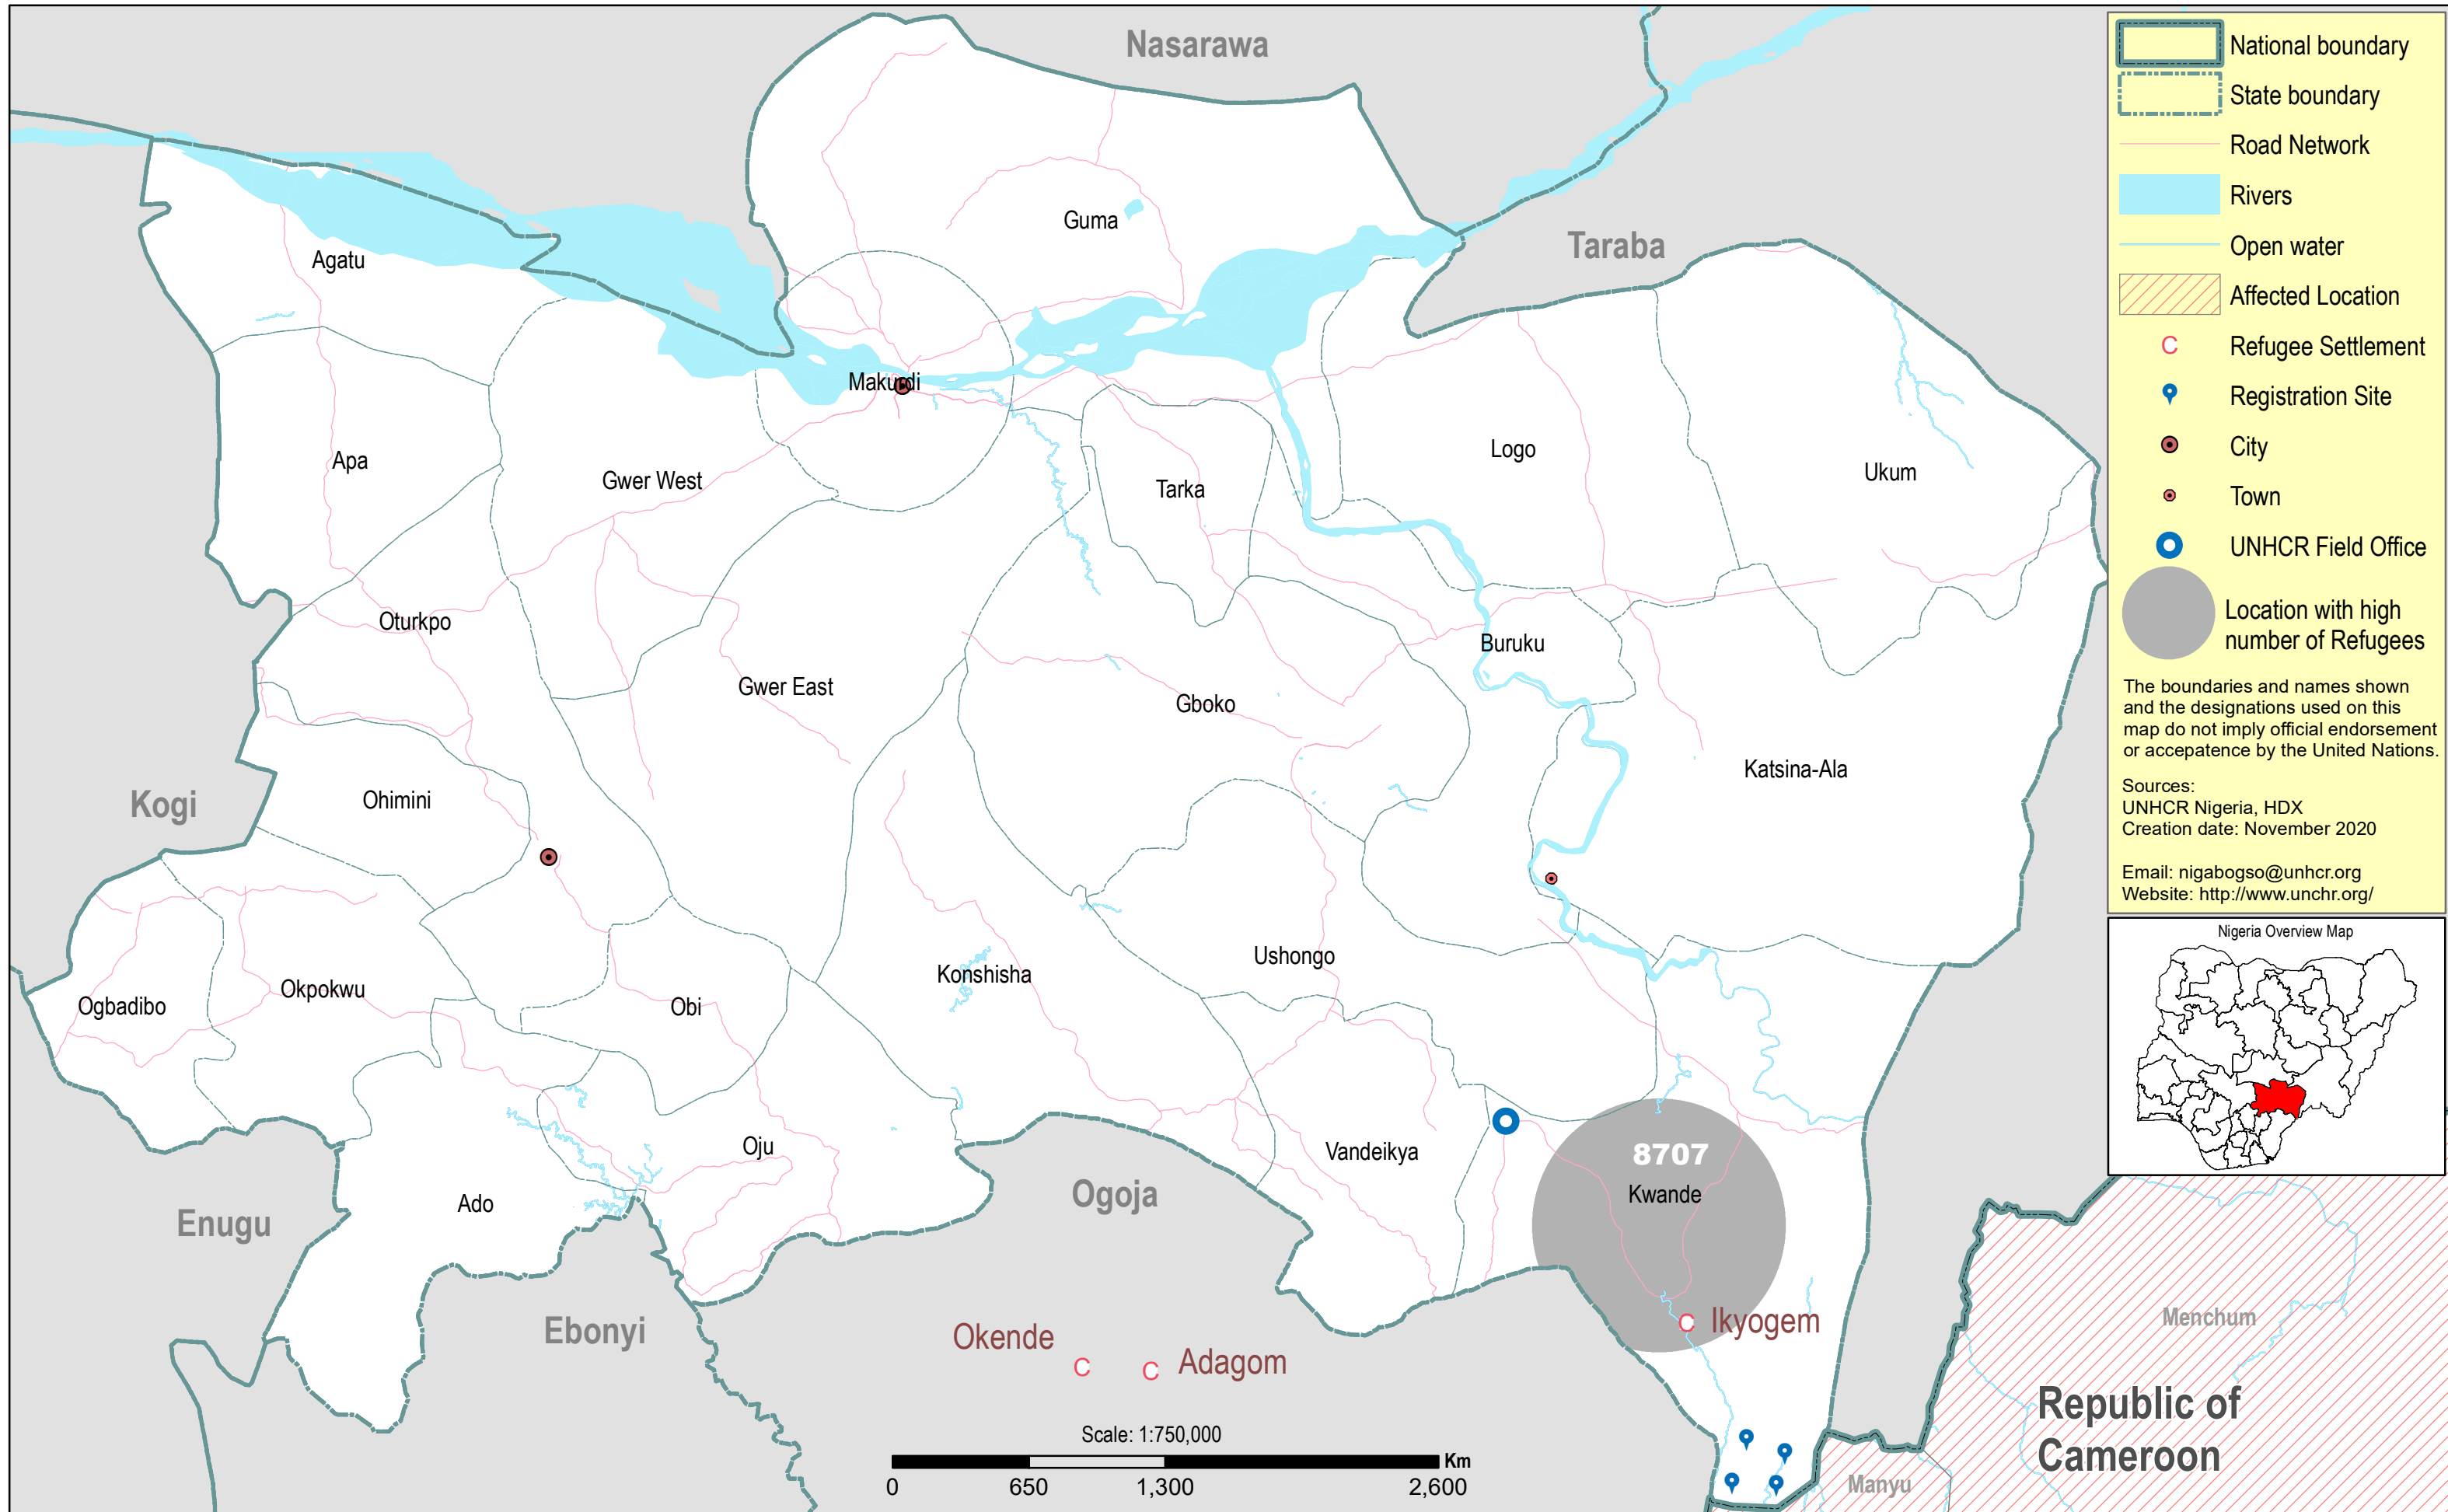 Nasarawa
Taraba
Guma
Agatu
Makurdi
Apa
Gwer West
Tarka
Logo
Ukum
Oturkpo
Buruku
Gwer East
Gboko
Katsina-Ala
Kogi
Ohimini
Ushongo
Konshisha
Okpokwu
Ogbadibo
Obi
Oju
Vandeikya
8707
Kwande
Ado
Ogoja
Enugu
Ebonyi
Okende
Adagom
Ikyogem
Menchum
Republic of
Cameroon
Manyu
Scale: 1:750,000
Km
0 650 1,300 2,600
National boundary
State boundary
Road Network
Rivers
Open water
Affected Location
C Refugee Settlement
Registration Site
City
Town
UNHCR Field Office
Location with high
number of Refugees
The boundaries and names shown
and the designations used on this
map do not imply official endorsement
or accepatence by the United Nations.
Sources:
UNHCR Nigeria, HDX
Creation date: November 2020
Email: nigabogso@unhcr.org
Website: http://www.unchr.org/
Nigeria Overview Map